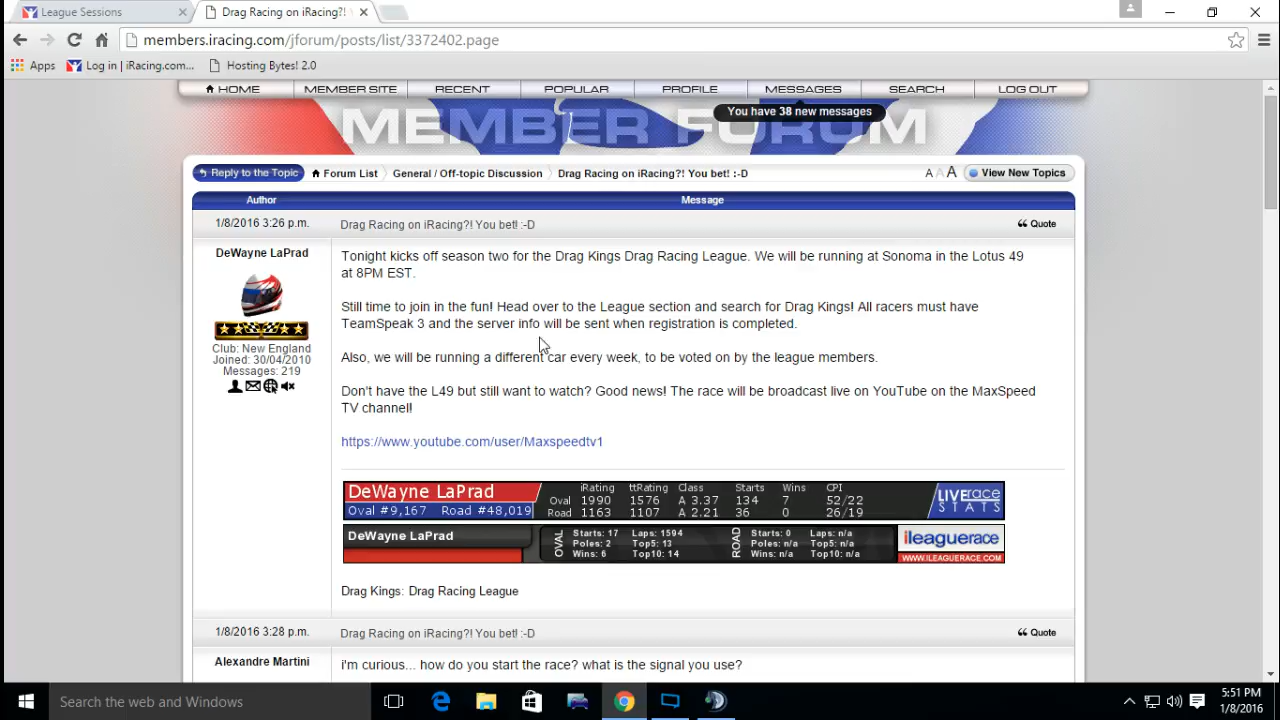 League Sessions
Drag Racing on iRacing?!
members.iracing.com/jforum/posts/list/3372402.page
Apps Log in | iRacing.com... Hosting Bytes! 2.0
HOME MEMBER SITE RECENT POPULAR PROFILE MESSAGES SEARCH LOG OUT
You have 38 new messages
MEMBER FORUM
Reply to the Topic Forum List General / Off-topic Discussion Drag Racing on iRacing?! You bet! :-D A A A View New Topics
Author Message
1/8/2016 3:26 p.m. Drag Racing on iRacing?! You bet! :-D Quote
DeWayne LaPrad
Club: New England
Joined: 30/04/2010
Messages: 219
Tonight kicks off season two for the Drag Kings Drag Racing League. We will be running at Sonoma in the Lotus 49
at 8PM EST.
Still time to join in the fun! Head over to the League section and search for Drag Kings! All racers must have
TeamSpeak 3 and the server info will be sent when registration is completed.
Also, we will be running a different car every week, to be voted on by the league members.
Don't have the L49 but still want to watch? Good news! The race will be broadcast live on YouTube on the MaxSpeed
TV channel!
https://www.youtube.com/user/Maxspeedtv1
DeWayne LaPrad iRating ttRating Class Starts Wins CPI
Oval 1990 1576 A 3.37 134 7 52/22
Oval #9,167 Road #48,019 Road 1163 1107 A 2.21 36 0 26/19
LIVE race STATS
DeWayne LaPrad
OVAL Starts: 17 Laps: 1594
Poles: 2 Top5: 13
Wins: 6 Top10: 14
ROAD Starts: 0 Laps: n/a
Poles: n/a Top5: n/a
Wins: n/a Top10: n/a
ileaguerace
WWW.ILEAGUERACE.COM
Drag Kings: Drag Racing League
1/8/2016 3:28 p.m. Drag Racing on iRacing?! You bet! :-D Quote
Alexandre Martini i'm curious... how do you start the race? what is the signal you use?
Search the web and Windows
5:51 PM
1/8/2016